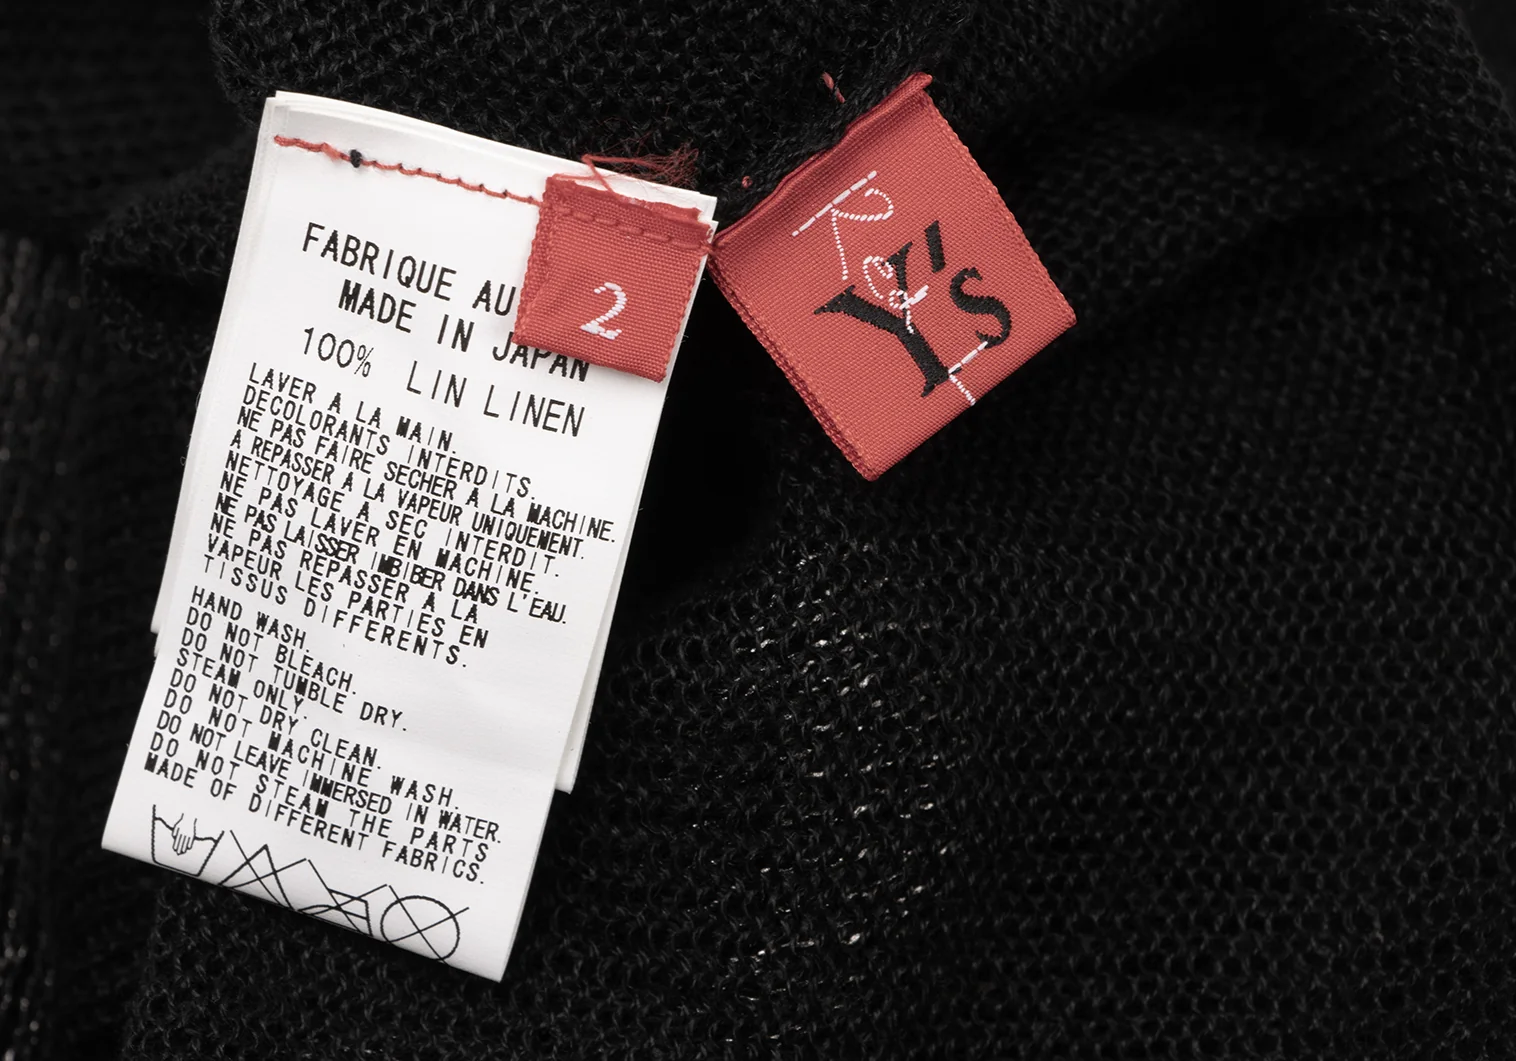 FABRIQUE AU
MADE IN JAPAN
100% LIN LINEN
LAVER A LA MAIN.
DECOLORANTS INTERDITS.
NE PAS FAIRE SECHER A LA MACHINE.
A REPASSER A LA VAPEUR UNIQUEMENT.
NETTOYAGE A SEC INTERDIT.
NE PAS LAVER EN MACHINE.
NE PAS LAISSER IMBIBER DANS L'EAU.
NE PAS REPASSER A LA
VAPEUR LES PARTIES EN
TISSUS DIFFERENTS.
HAND WASH.
DO NOT BLEACH.
DO NOT TUMBLE DRY.
STEAM ONLY.
DO NOT DRY CLEAN.
DO NOT MACHINE WASH.
DO NOT LEAVE IMMERSED IN WATER.
DO NOT STEAM THE PARTS
MADE OF DIFFERENT FABRICS.
2
Red
Y's